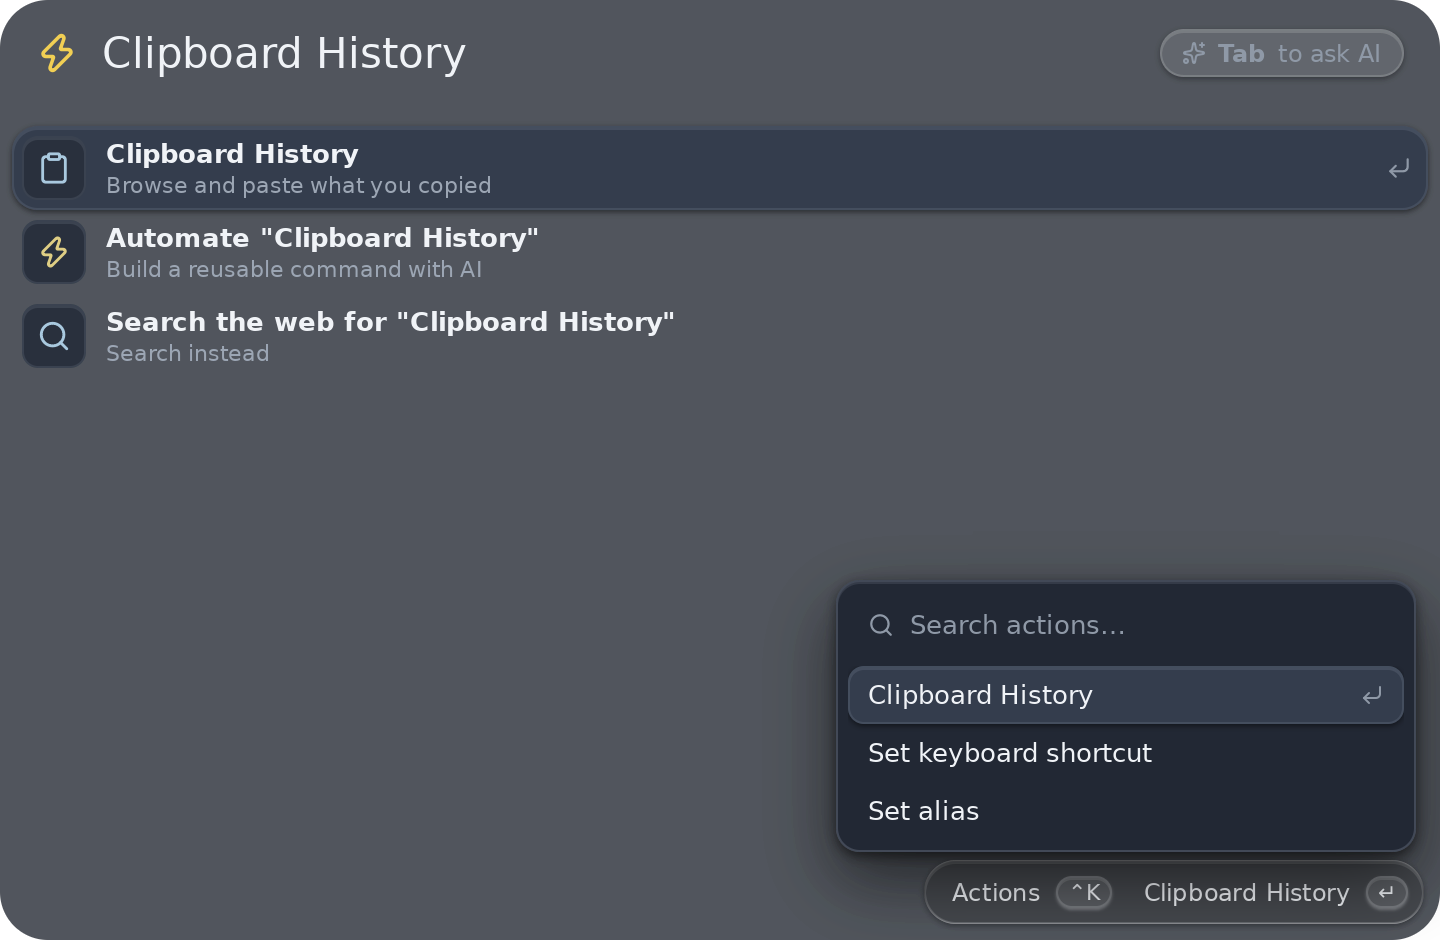 Clipboard History
Tab to ask AI
Clipboard History
Browse and paste what you copied
Automate "Clipboard History"
Build a reusable command with AI
Search the web for "Clipboard History"
Search instead
Search actions...
Clipboard History
Set keyboard shortcut
Set alias
Actions ^K Clipboard History ↵